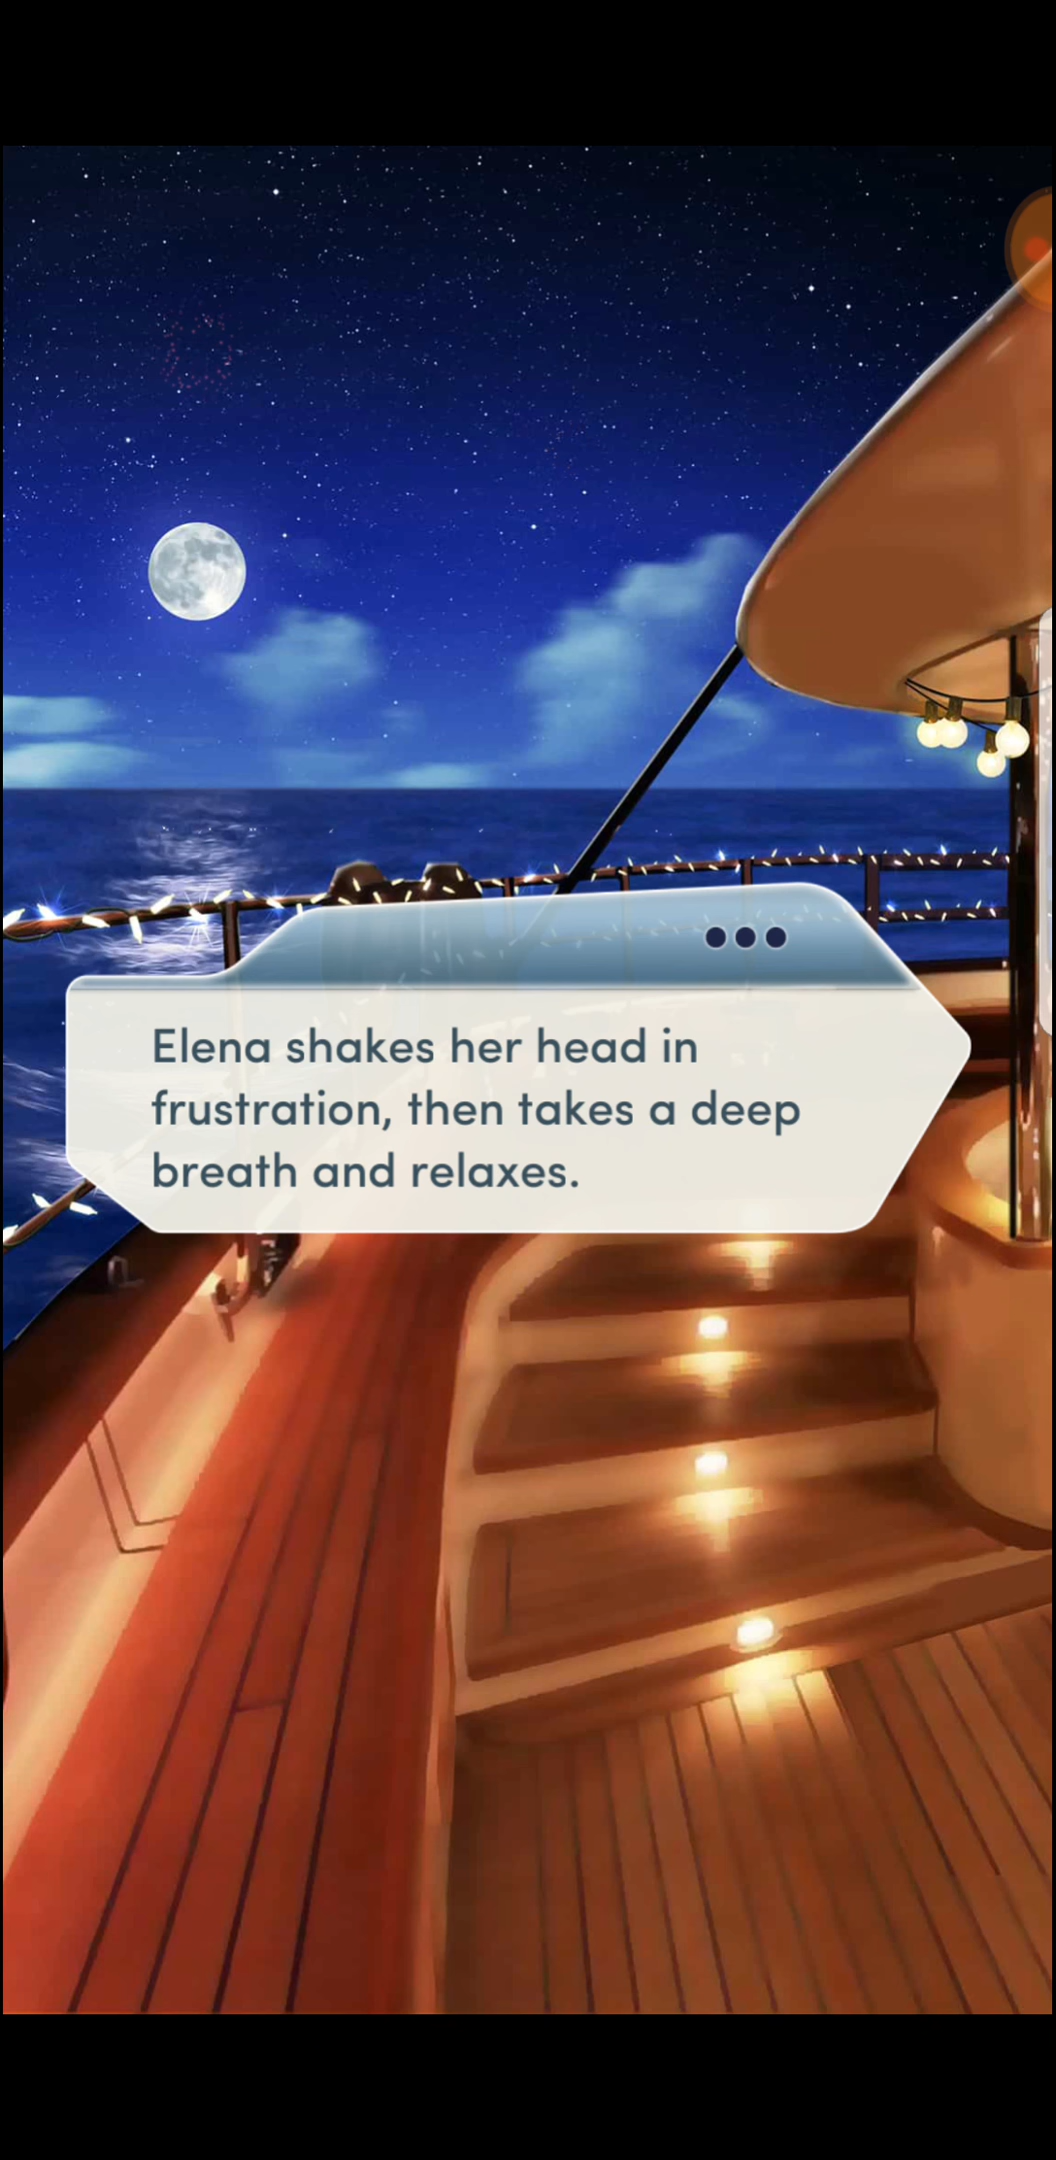 Elena shakes her head in
frustration, then takes a deep
breath and relaxes.